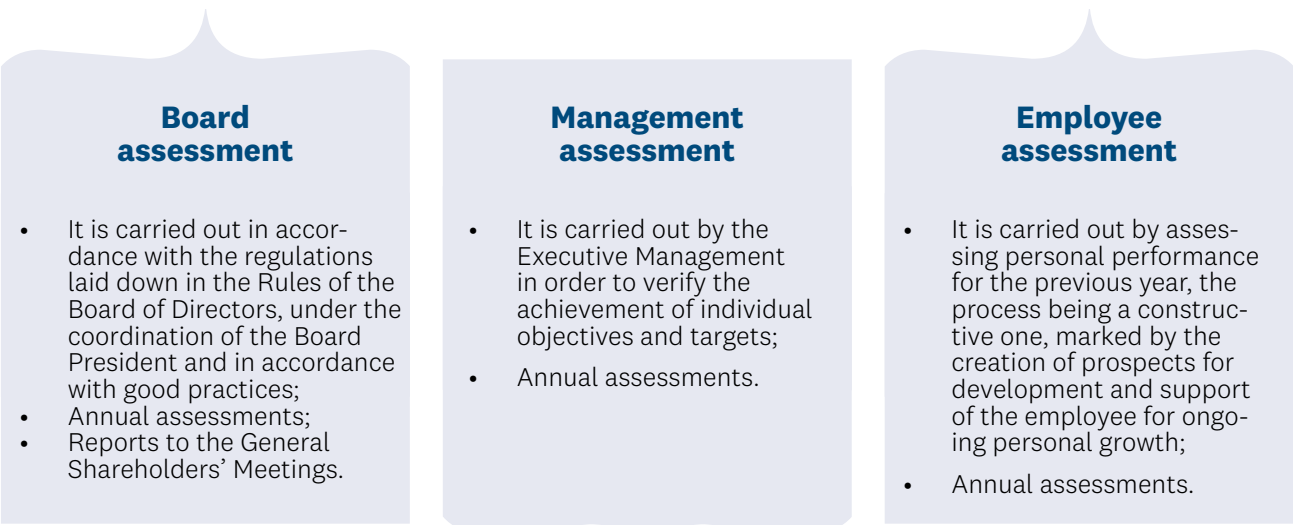 Board
assessment
• It is carried out in accor-
dance with the regulations
laid down in the Rules of the
Board of Directors, under the
coordination of the Board
President and in accordance
with good practices;
• Annual assessments;
• Reports to the General
Shareholders’ Meetings.
Management
assessment
• It is carried out by the
Executive Management
in order to verify the
achievement of individual
objectives and targets;
• Annual assessments.
Employee
assessment
• It is carried out by asses-
sing personal performance
for the previous year, the
process being a construc-
tive one, marked by the
creation of prospects for
development and support
of the employee for ongo-
ing personal growth;
• Annual assessments.